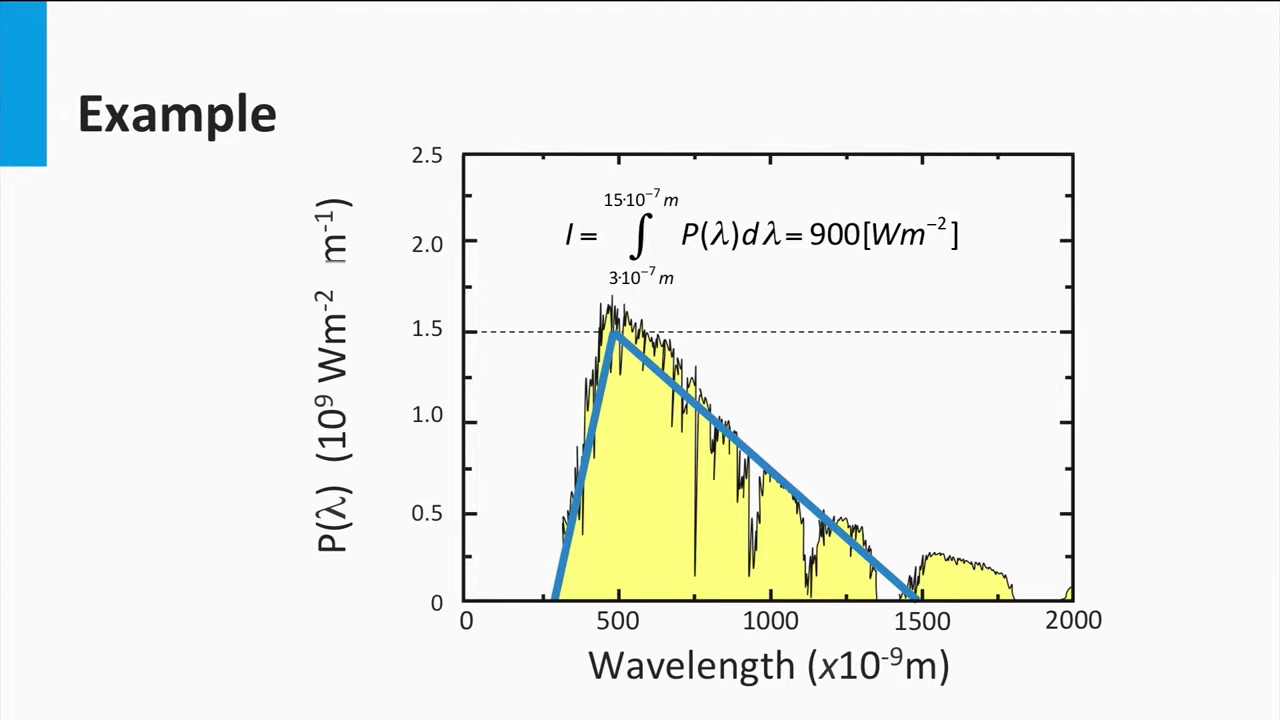 Example
2.5
2.0
1.5
1.0
0.5
0
P(λ) (10⁹ Wm⁻² m⁻¹)
15·10⁻⁷ m
I = ∫ P(λ)dλ = 900[Wm⁻²]
3·10⁻⁷ m
0 500 1000 1500 2000
Wavelength (x10⁻⁹m)